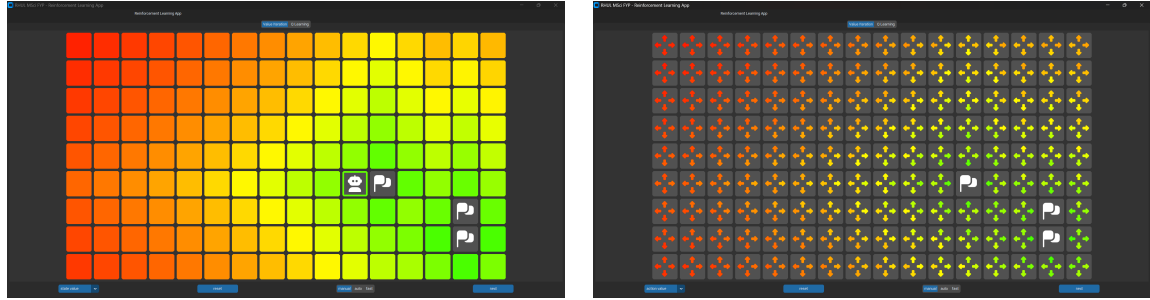 RHUL MSci FYP - Reinforcement Learning App
Reinforcement Learning App
Value Iteration Q Learning
state value
reset
manual auto fast
next
RHUL MSci FYP - Reinforcement Learning App
Reinforcement Learning App
Value Iteration Q Learning
action value
reset
manual auto fast
next